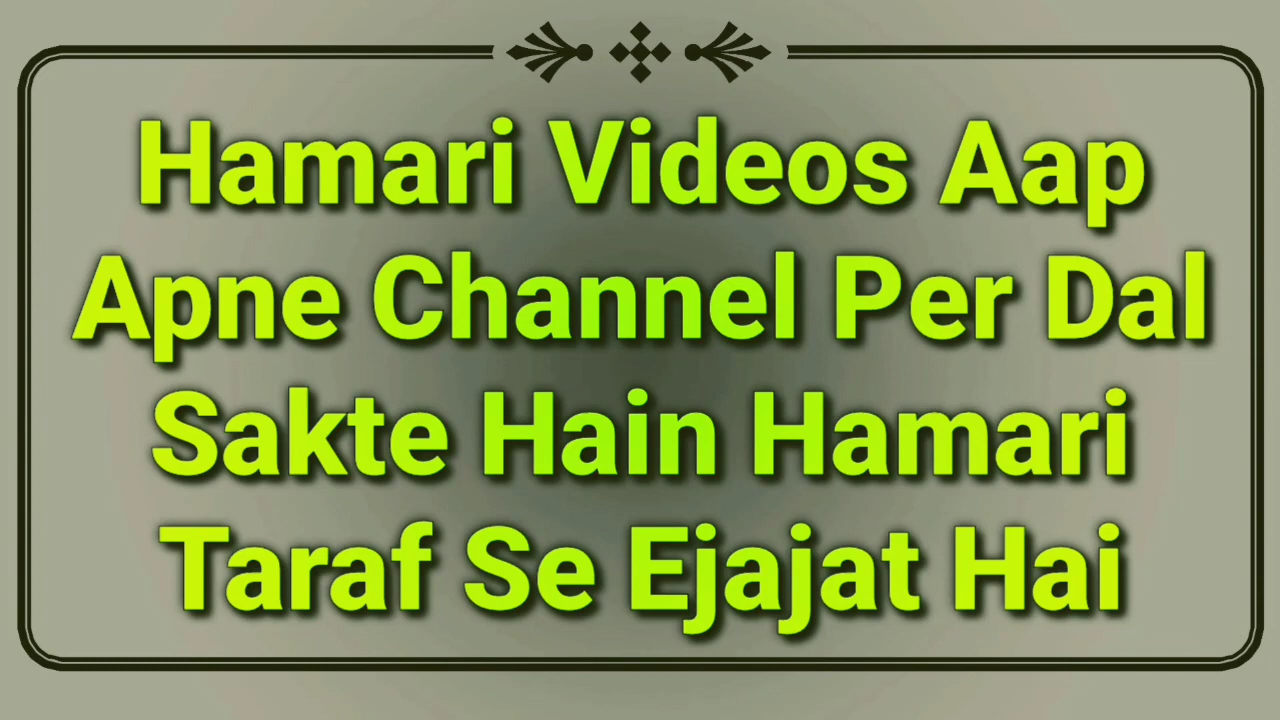 Hamari Videos Aap
Apne Channel Per Dal
Sakte Hain Hamari
Taraf Se Ejajat Hai